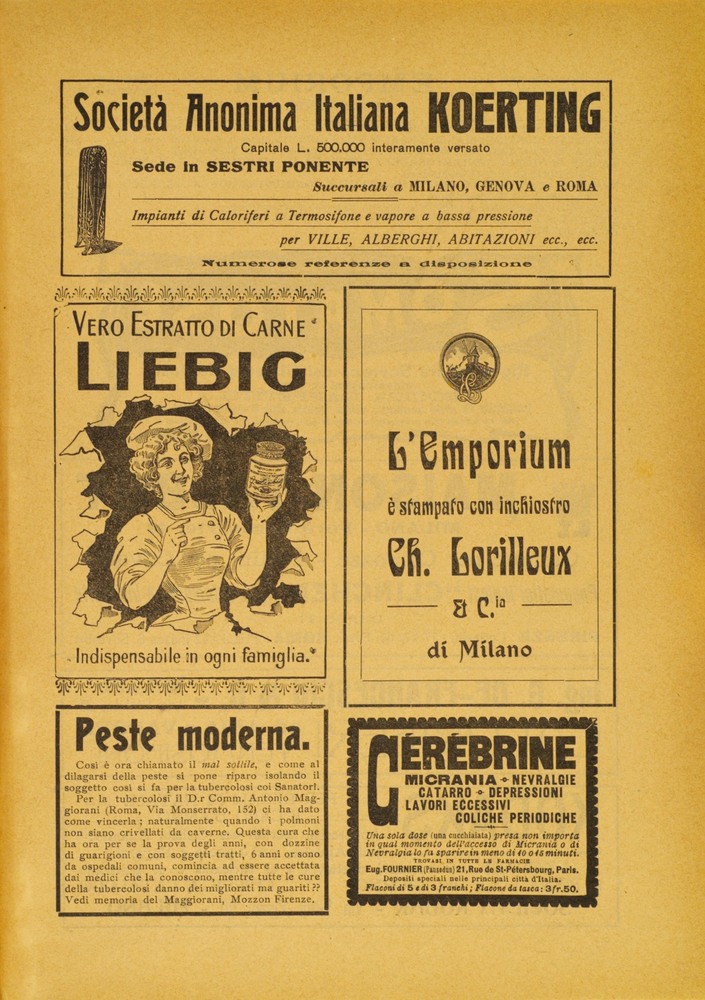 Società Anonima Italiana KOERTING
Capitale L. 500.000 interamente versato
Sede in SESTRI PONENTE
Succursali a MILANO, GENOVA e ROMA
Impianti di Caloriferi a Termosifone e vapore a bassa pressione
per VILLE, ALBERGHI, ABITAZIONI ecc., ecc.
Numerose referenze a disposizione
VERO ESTRATTO DI CARNE
LIEBIG
Indispensabile in ogni famiglia.
L'Emporium
è stampato con inchiostro
Ch. Lorilleux
& C.ia
di Milano
Peste moderna.
Così è ora chiamato il mal sottile, e come al
dilagarsi della peste si pone riparo isolando il
soggetto così si fa per la tubercolosi coi Sanatori.
Per la tubercolosi il D.r Comm. Antonio Mag-
giorani (Roma, Via Monserrato, 152) ci ha dato
come vincerla; naturalmente quando i polmoni
non siano crivellati da caverne. Questa cura che
ha ora per se la prova degli anni, con dozzine
di guarigioni e con soggetti tratti, 6 anni or sono
da ospedali comuni, comincia ad essere accettata
dai medici che la conoscono, mentre tutte le cure
della tubercolosi danno dei migliorati ma guariti??
Vedi memoria del Maggiorani, Mozzon Firenze.
CÉRÉBRINE
MICRANIA - NEVRALGIE
CATARRO - DEPRESSIONI
LAVORI ECCESSIVI
COLICHE PERIODICHE
Una sola dose (una cucchiaiata) presa non importa
in qual momento dell'accesso di Micrania o di
Nevralgia lo fa sparire in meno di 10 o 15 minuti.
TROVASI IN TUTTE LE FARMACIE
Eug. FOURNIER (Pausodun) 21, Rue de St-Pétersbourg, Paris.
Depositi speciali nelle principali città d'Italia.
Flaconi di 5 e di 3 franchi; Flacone da tasca: 3 fr. 50.